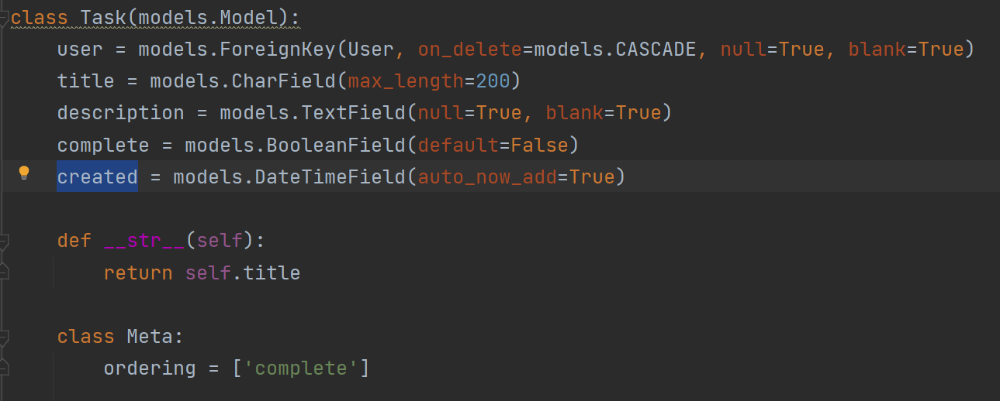 class Task(models.Model):
    user = models.ForeignKey(User, on_delete=models.CASCADE, null=True, blank=True)
    title = models.CharField(max_length=200)
    description = models.TextField(null=True, blank=True)
    complete = models.BooleanField(default=False)
    created = models.DateTimeField(auto_now_add=True)

    def __str__(self):
        return self.title

    class Meta:
        ordering = ['complete']